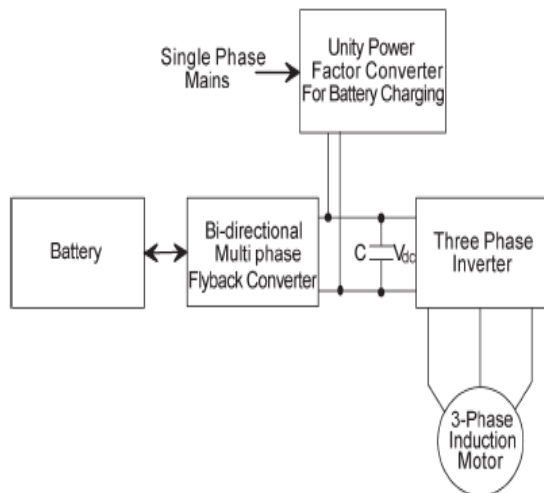 Single Phase
Mains
Unity Power
Factor Converter
For Battery Charging
Battery
Bi-directional
Multi phase
Flyback Converter
C
Vdc
Three Phase
Inverter
3-Phase
Induction
Motor